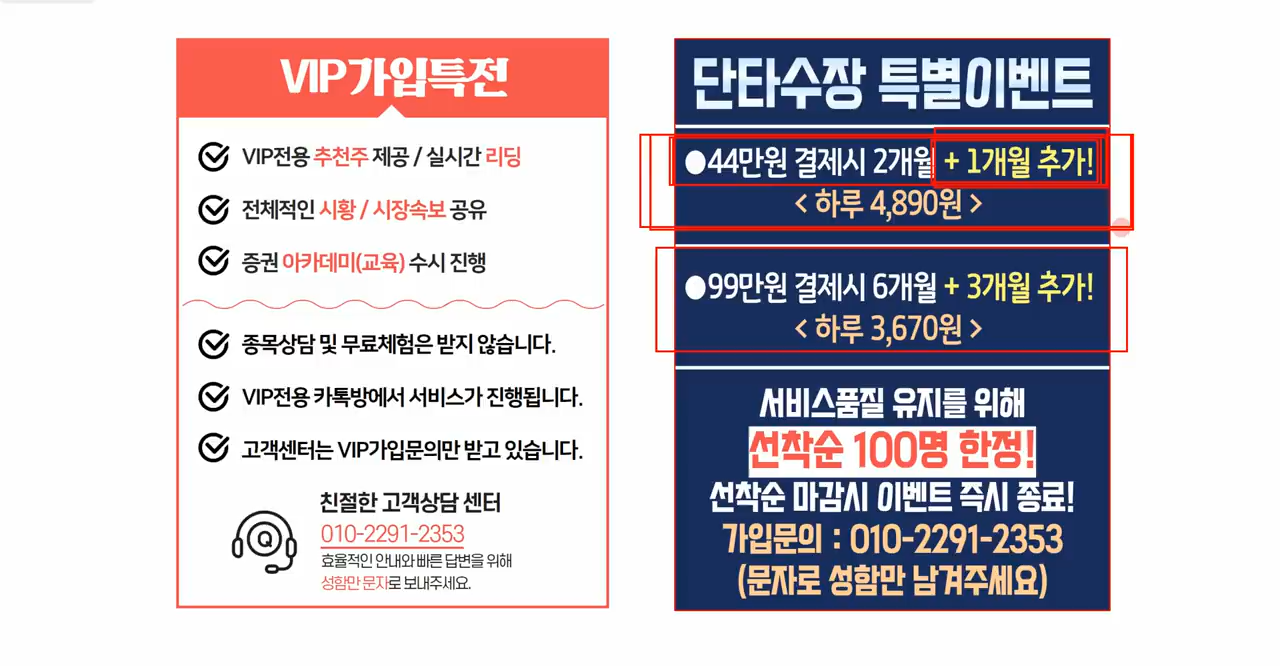 VIP가입특전
VIP전용 추천주 제공 / 실시간 리딩
전체적인 시황 / 시장속보 공유
증권 아카데미(교육) 수시 진행
종목상담 및 무료체험은 받지 않습니다.
VIP전용 카톡방에서 서비스가 진행됩니다.
고객센터는 VIP가입문의만 받고 있습니다.
친절한 고객상담 센터
Q
010-2291-2353
효율적인 안내와 빠른 답변을 위해
성함만 문자로 보내주세요.
단타수장 특별이벤트
●44만원 결제시 2개월 + 1개월 추가!
< 하루 4,890원 >
●99만원 결제시 6개월 + 3개월 추가!
< 하루 3,670원 >
서비스품질 유지를 위해
선착순 100명 한정!
선착순 마감시 이벤트 즉시 종료!
가입문의 : 010-2291-2353
(문자로 성함만 남겨주세요)